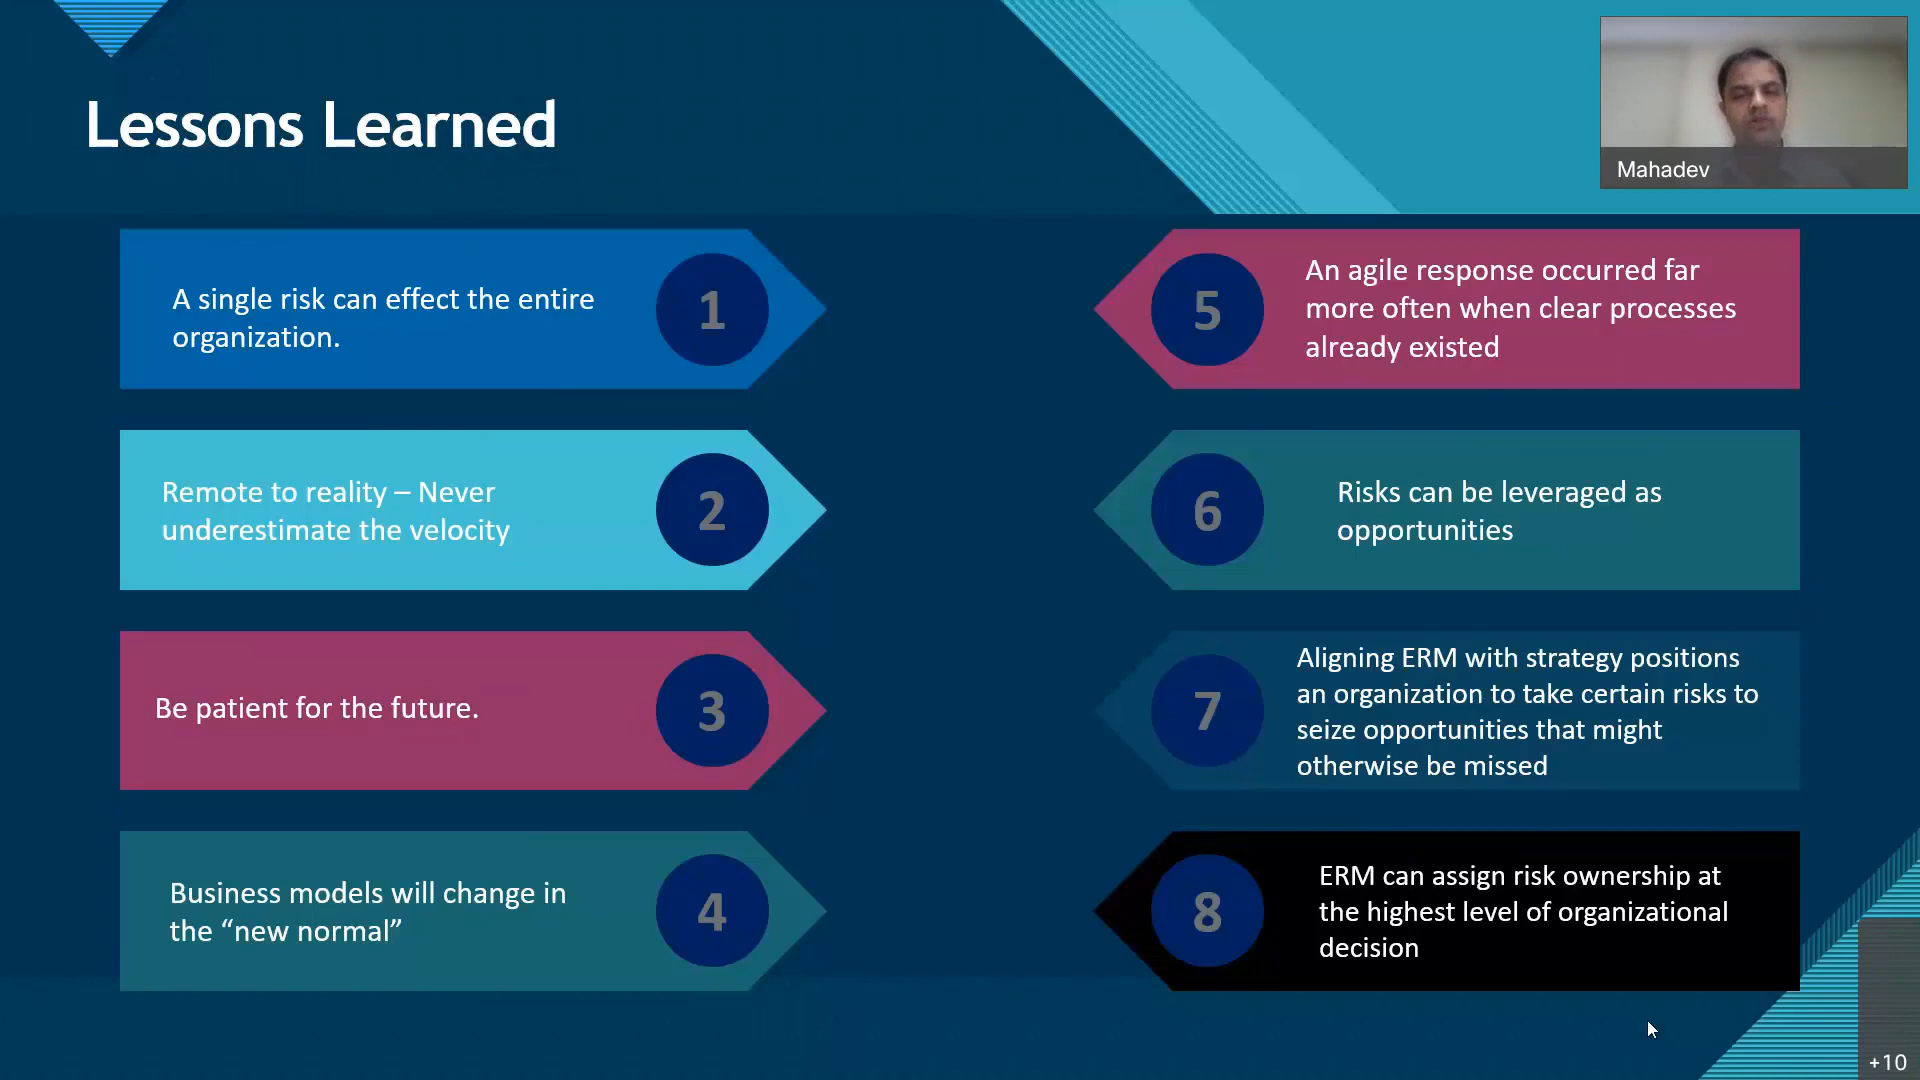 Lessons Learned
Mahadev
A single risk can effect the entire
organization.
1
Remote to reality – Never
underestimate the velocity
2
Be patient for the future.
3
Business models will change in
the “new normal”
4
5
An agile response occurred far
more often when clear processes
already existed
6
Risks can be leveraged as
opportunities
7
Aligning ERM with strategy positions
an organization to take certain risks to
seize opportunities that might
otherwise be missed
8
ERM can assign risk ownership at
the highest level of organizational
decision
+10